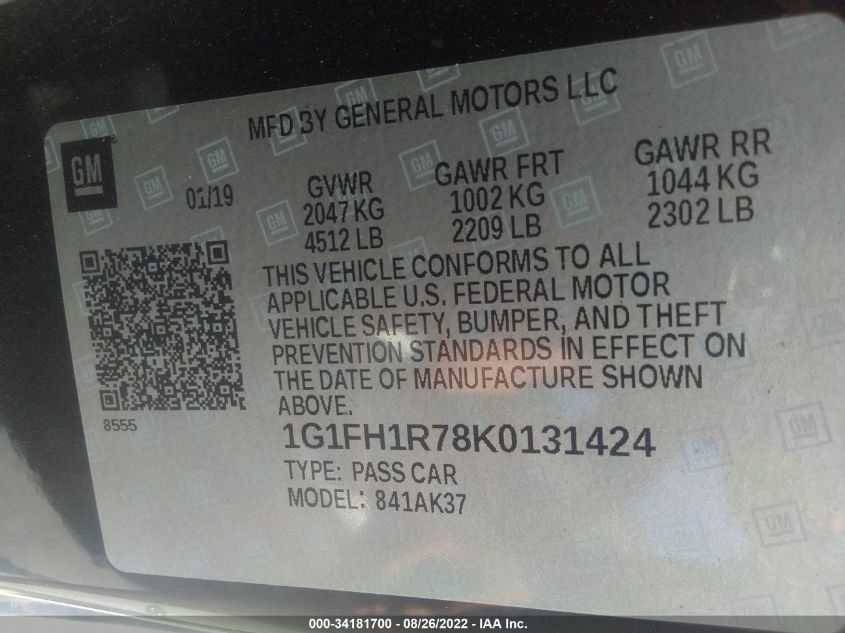 MFD BY GENERAL MOTORS LLC
GM
01/19
GVWR
2047 KG
4512 LB
GAWR FRT
1002 KG
2209 LB
GAWR RR
1044 KG
2302 LB
THIS VEHICLE CONFORMS TO ALL
APPLICABLE U.S. FEDERAL MOTOR
VEHICLE SAFETY, BUMPER, AND THEFT
PREVENTION STANDARDS IN EFFECT ON
THE DATE OF MANUFACTURE SHOWN
ABOVE.
8555
1G1FH1R78K0131424
TYPE: PASS CAR
MODEL: 841AK37
000-34181700 - 08/26/2022 - IAA Inc.